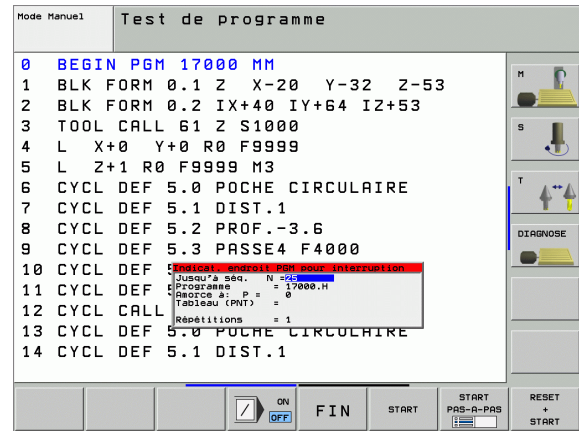 Mode Manuel
Test de programme
0 BEGIN PGM 17000 MM
1 BLK FORM 0.1 Z X-20 Y-32 Z-53
2 BLK FORM 0.2 IX+40 IY+64 IZ+53
3 TOOL CALL 61 Z S1000
4 L X+0 Y+0 R0 F9999
5 L Z+1 R0 F9999 M3
6 CYCL DEF 5.0 POCHE CIRCULAIRE
7 CYCL DEF 5.1 DIST.1
8 CYCL DEF 5.2 PROF.-3.6
9 CYCL DEF 5.3 PASSE4 F4000
10 CYCL DEF 5
11 CYCL DEF 5
12 CYCL CALL
13 CYCL DEF 5.0 POCHE CIRCULAIRE
14 CYCL DEF 5.1 DIST.1
Indicat. endroit PGM pour interruption
Jusqu'à séq. N =25
Programme = 17000.H
Amorce à: P = 0
Tableau (PNT) =
Répétitions = 1
M
S
T
DIAGNOSE
ON
OFF
FIN
START
START
PAS-A-PAS
RESET
+
START